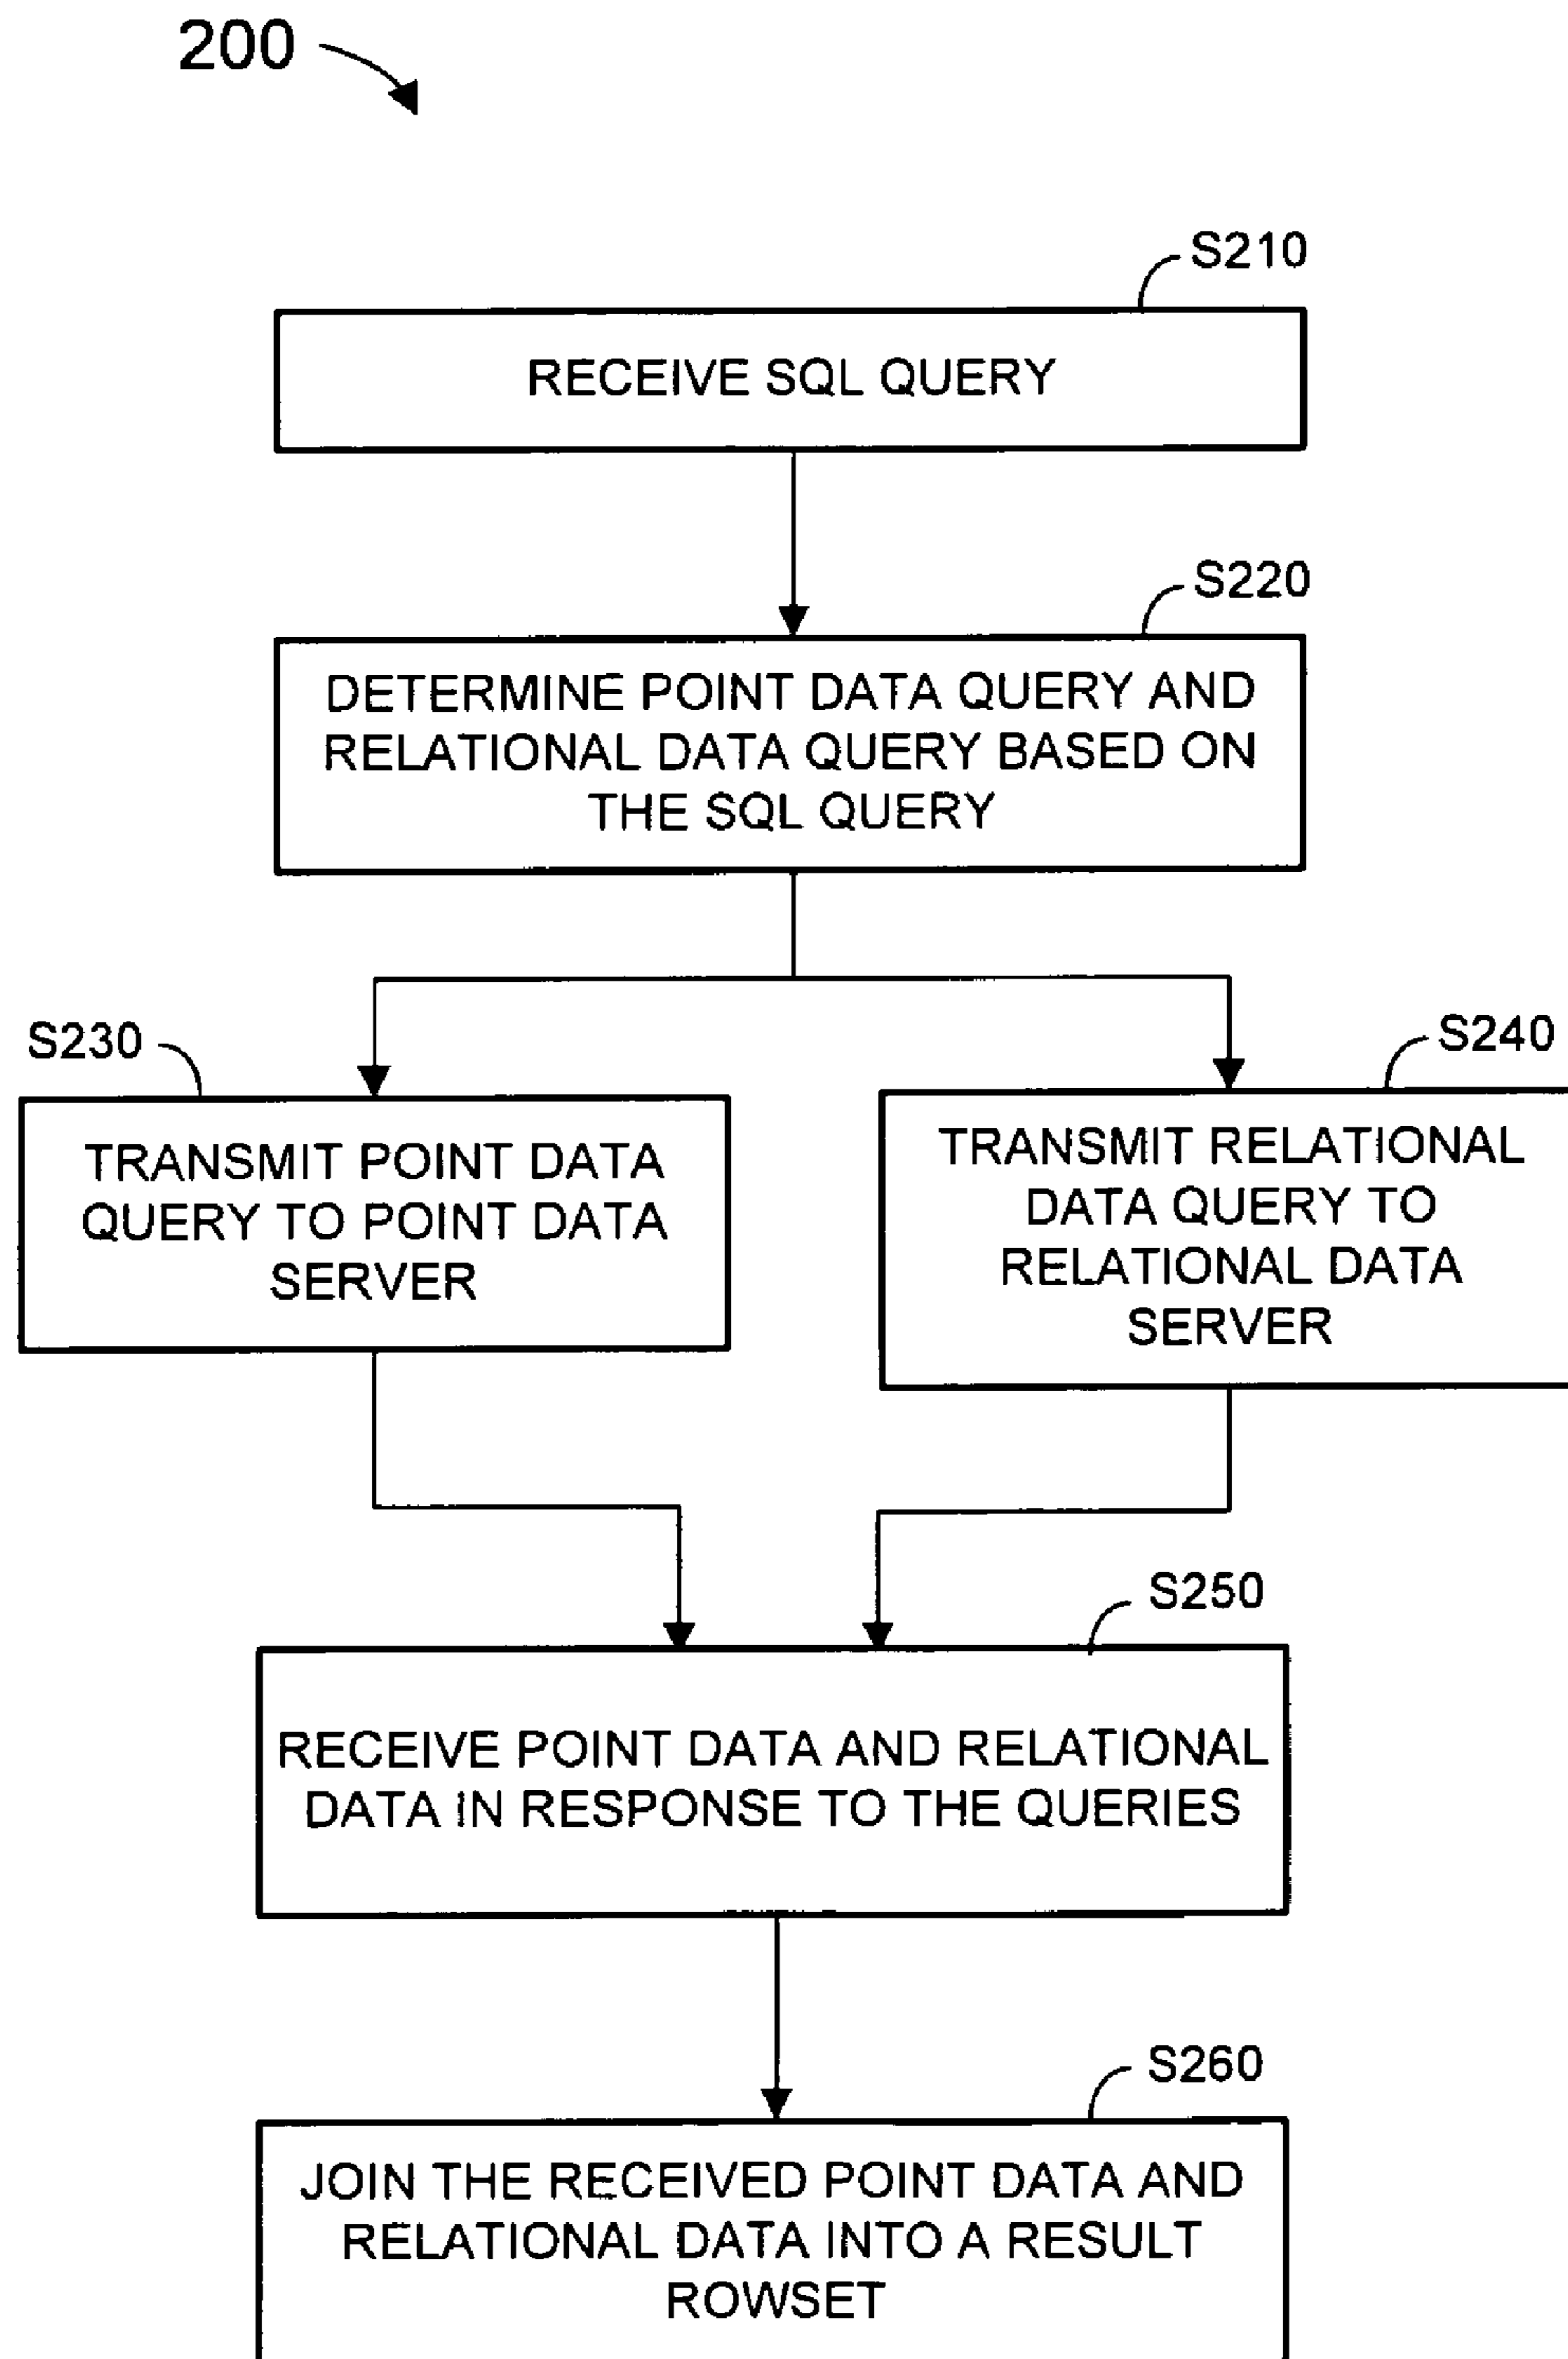 200
S210
RECEIVE SQL QUERY
S220
DETERMINE POINT DATA QUERY AND
RELATIONAL DATA QUERY BASED ON
THE SQL QUERY
S230
TRANSMIT POINT DATA
QUERY TO POINT DATA
SERVER
S240
TRANSMIT RELATIONAL
DATA QUERY TO
RELATIONAL DATA
SERVER
S250
RECEIVE POINT DATA AND RELATIONAL
DATA IN RESPONSE TO THE QUERIES
S260
JOIN THE RECEIVED POINT DATA AND
RELATIONAL DATA INTO A RESULT
ROWSET